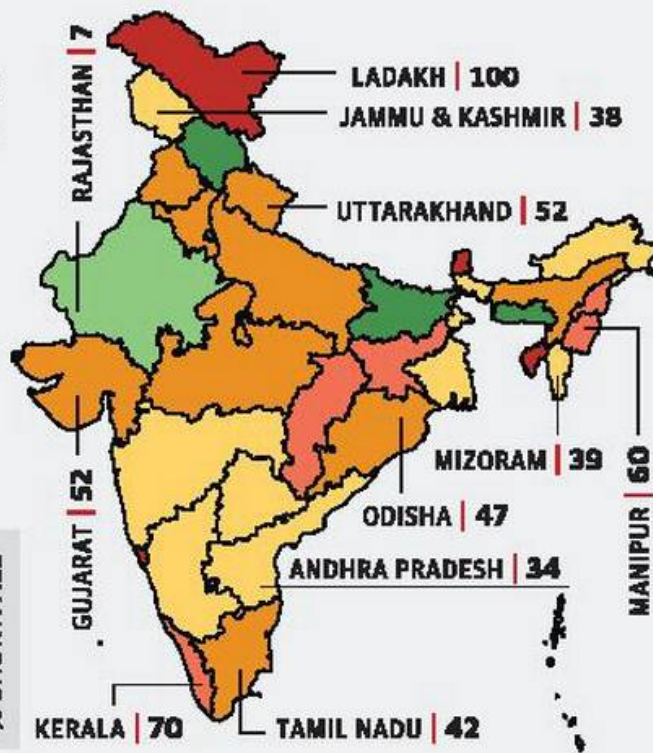 RAJASTHAN | 7
LADAKH | 100
JAMMU & KASHMIR | 38
UTTARAKHAND | 52
MIZORAM | 39
MANIPUR | 60
GUJARAT | 52
ODISHA | 47
ANDHRA PRADESH | 34
KERALA | 70
TAMIL NADU | 42